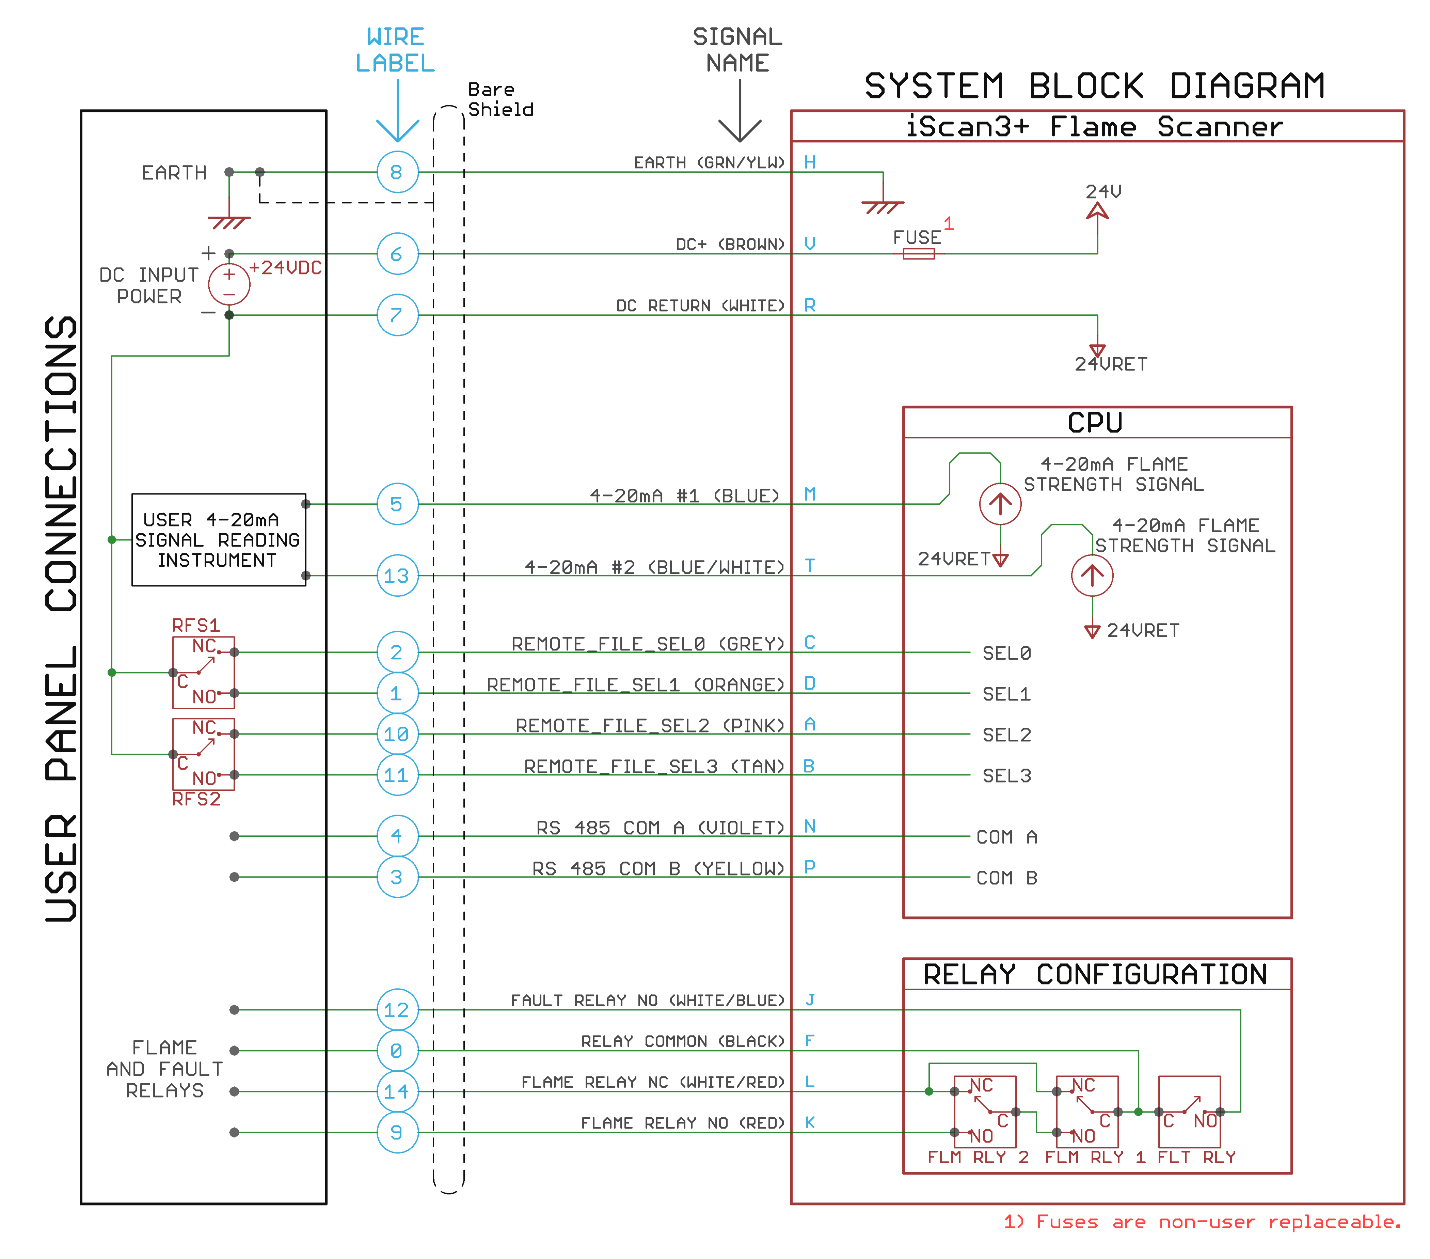 WIRE
LABEL
SIGNAL
NAME
Bare
Shield
SYSTEM BLOCK DIAGRAM
iScan3+ Flame Scanner
USER PANEL CONNECTIONS
EARTH
8
EARTH (GRN/YLW)
H
24V
+
DC INPUT
POWER
−
+
−
+24VDC
6
DC+ (BROWN)
V
FUSE
1
7
DC RETURN (WHITE)
R
24VRET
CPU
4-20mA FLAME
STRENGTH SIGNAL
5
4-20mA #1 (BLUE)
M
USER 4-20mA
SIGNAL READING
INSTRUMENT
4-20mA FLAME
STRENGTH SIGNAL
24VRET
13
4-20mA #2 (BLUE/WHITE)
T
24VRET
RFS1
NC
C
NO
2
REMOTE_FILE_SEL0 (GREY)
C
SEL0
1
REMOTE_FILE_SEL1 (ORANGE)
D
SEL1
NC
C
NO
RFS2
10
REMOTE_FILE_SEL2 (PINK)
A
SEL2
11
REMOTE_FILE_SEL3 (TAN)
B
SEL3
4
RS 485 COM A (VIOLET)
N
COM A
3
RS 485 COM B (YELLOW)
P
COM B
RELAY CONFIGURATION
12
FAULT RELAY NO (WHITE/BLUE)
J
FLAME
AND FAULT
RELAYS
0
RELAY COMMON (BLACK)
F
14
FLAME RELAY NC (WHITE/RED)
L
9
FLAME RELAY NO (RED)
K
NC
C
NO
NC
C
NO
C
NO
FLM RLY 2
FLM RLY 1
FLT RLY
1) Fuses are non-user replaceable.